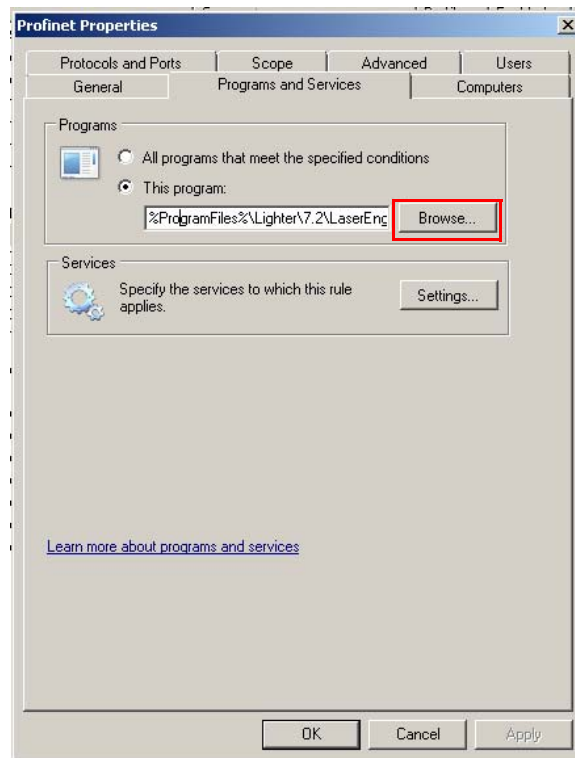 Profinet Properties
Protocols and Ports Scope Advanced Users
General Programs and Services Computers
Programs
All programs that meet the specified conditions
This program:
%ProgramFiles%\Lighter\7.2\LaserEng Browse...
Services
Specify the services to which this rule
applies.
Settings...
Learn more about programs and services
OK Cancel Apply